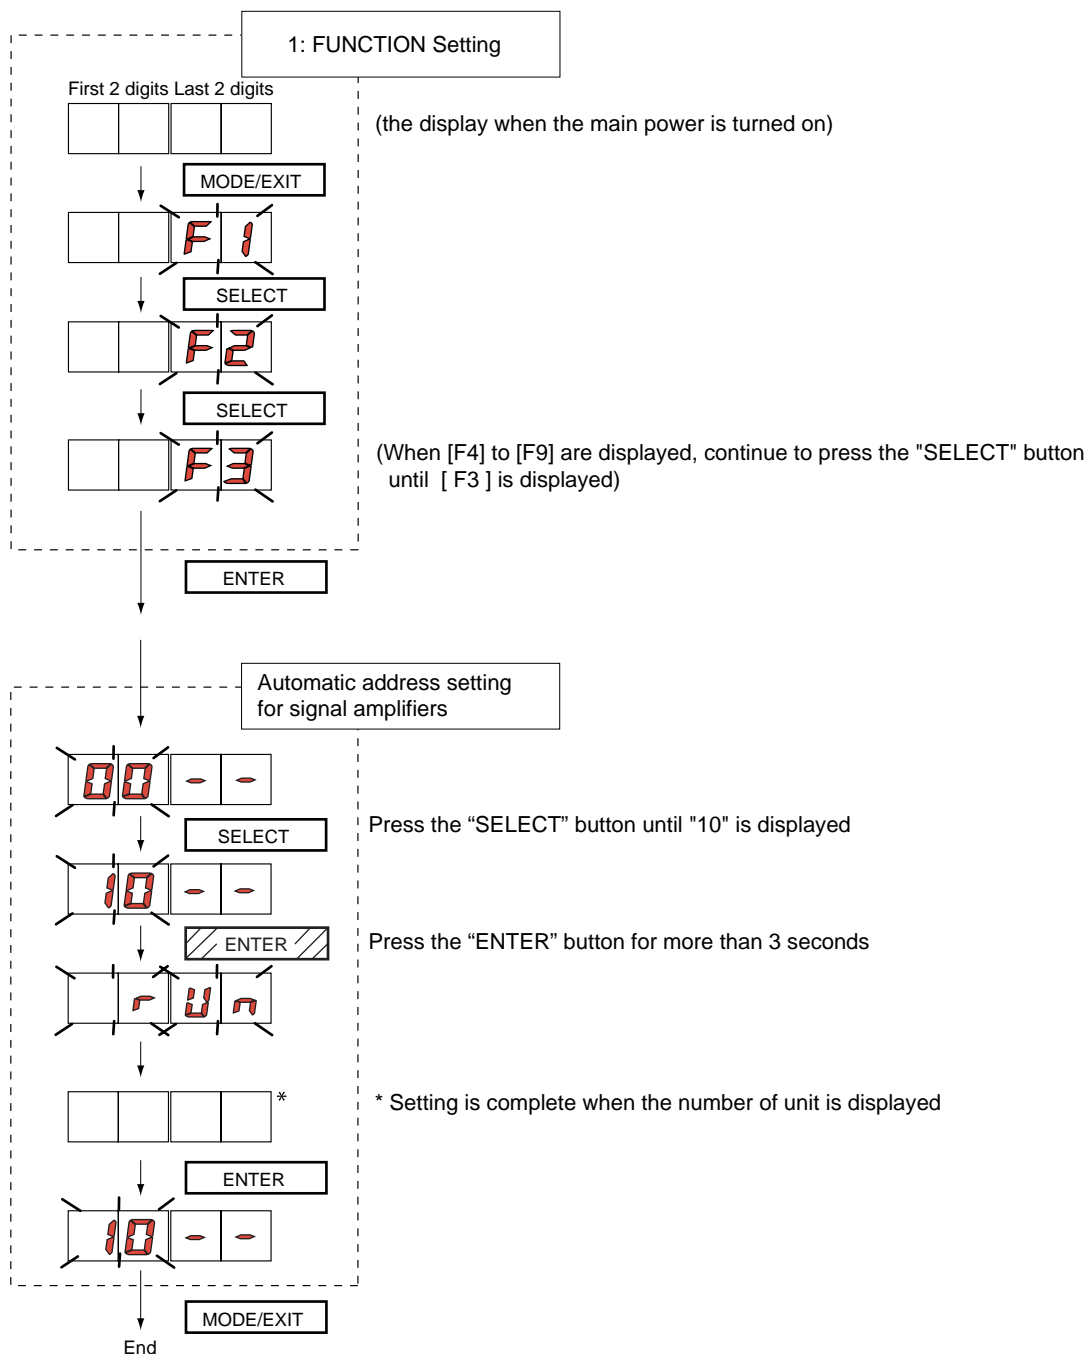 1: FUNCTION Setting
First 2 digits Last 2 digits
(the display when the main power is turned on)
MODE/EXIT
F 1
SELECT
F2
SELECT
F3
(When [F4] to [F9] are displayed, continue to press the "SELECT" button
until [ F3 ] is displayed)
ENTER
Automatic address setting
for signal amplifiers
00 - -
SELECT
Press the “SELECT” button until "10" is displayed
10 - -
ENTER
Press the “ENTER” button for more than 3 seconds
r U n
*
* Setting is complete when the number of unit is displayed
ENTER
10 - -
MODE/EXIT
End